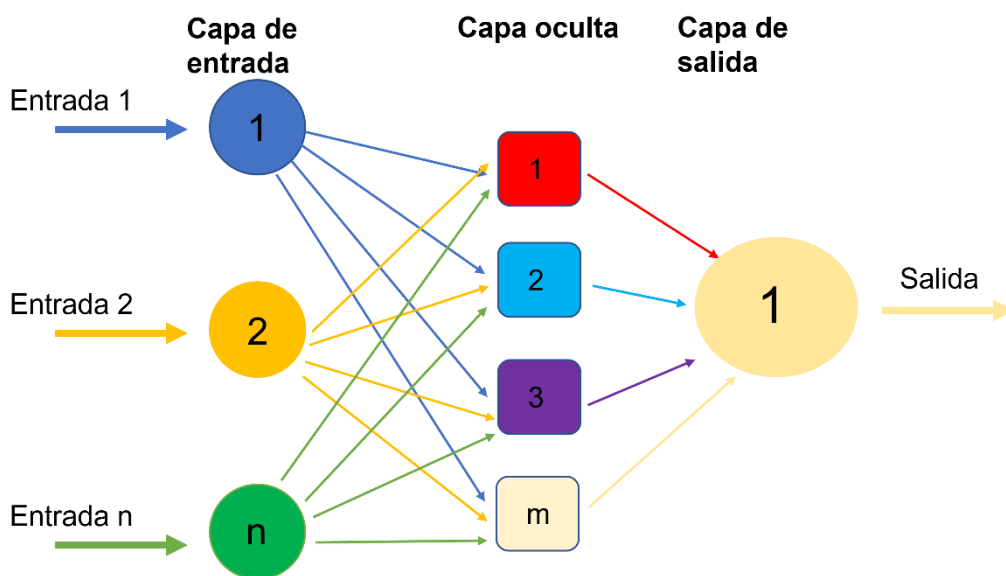 Capa de
entrada
Capa oculta
Capa de
salida
Entrada 1
1
1
2
Entrada 2
2
3
1
Salida
Entrada n
n
m